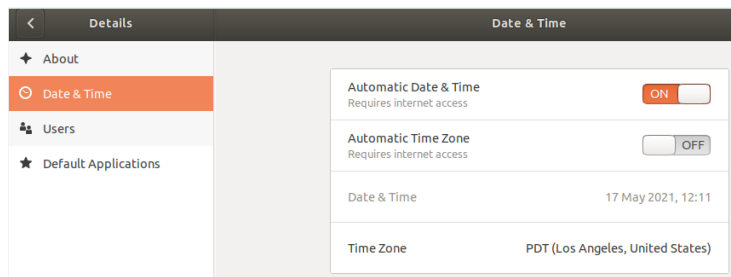 Details
Date & Time
About
Date & Time
Users
Default Applications
Automatic Date & Time
Requires internet access
ON
Automatic Time Zone
Requires internet access
OFF
Date & Time 17 May 2021, 12:11
Time Zone PDT (Los Angeles, United States)